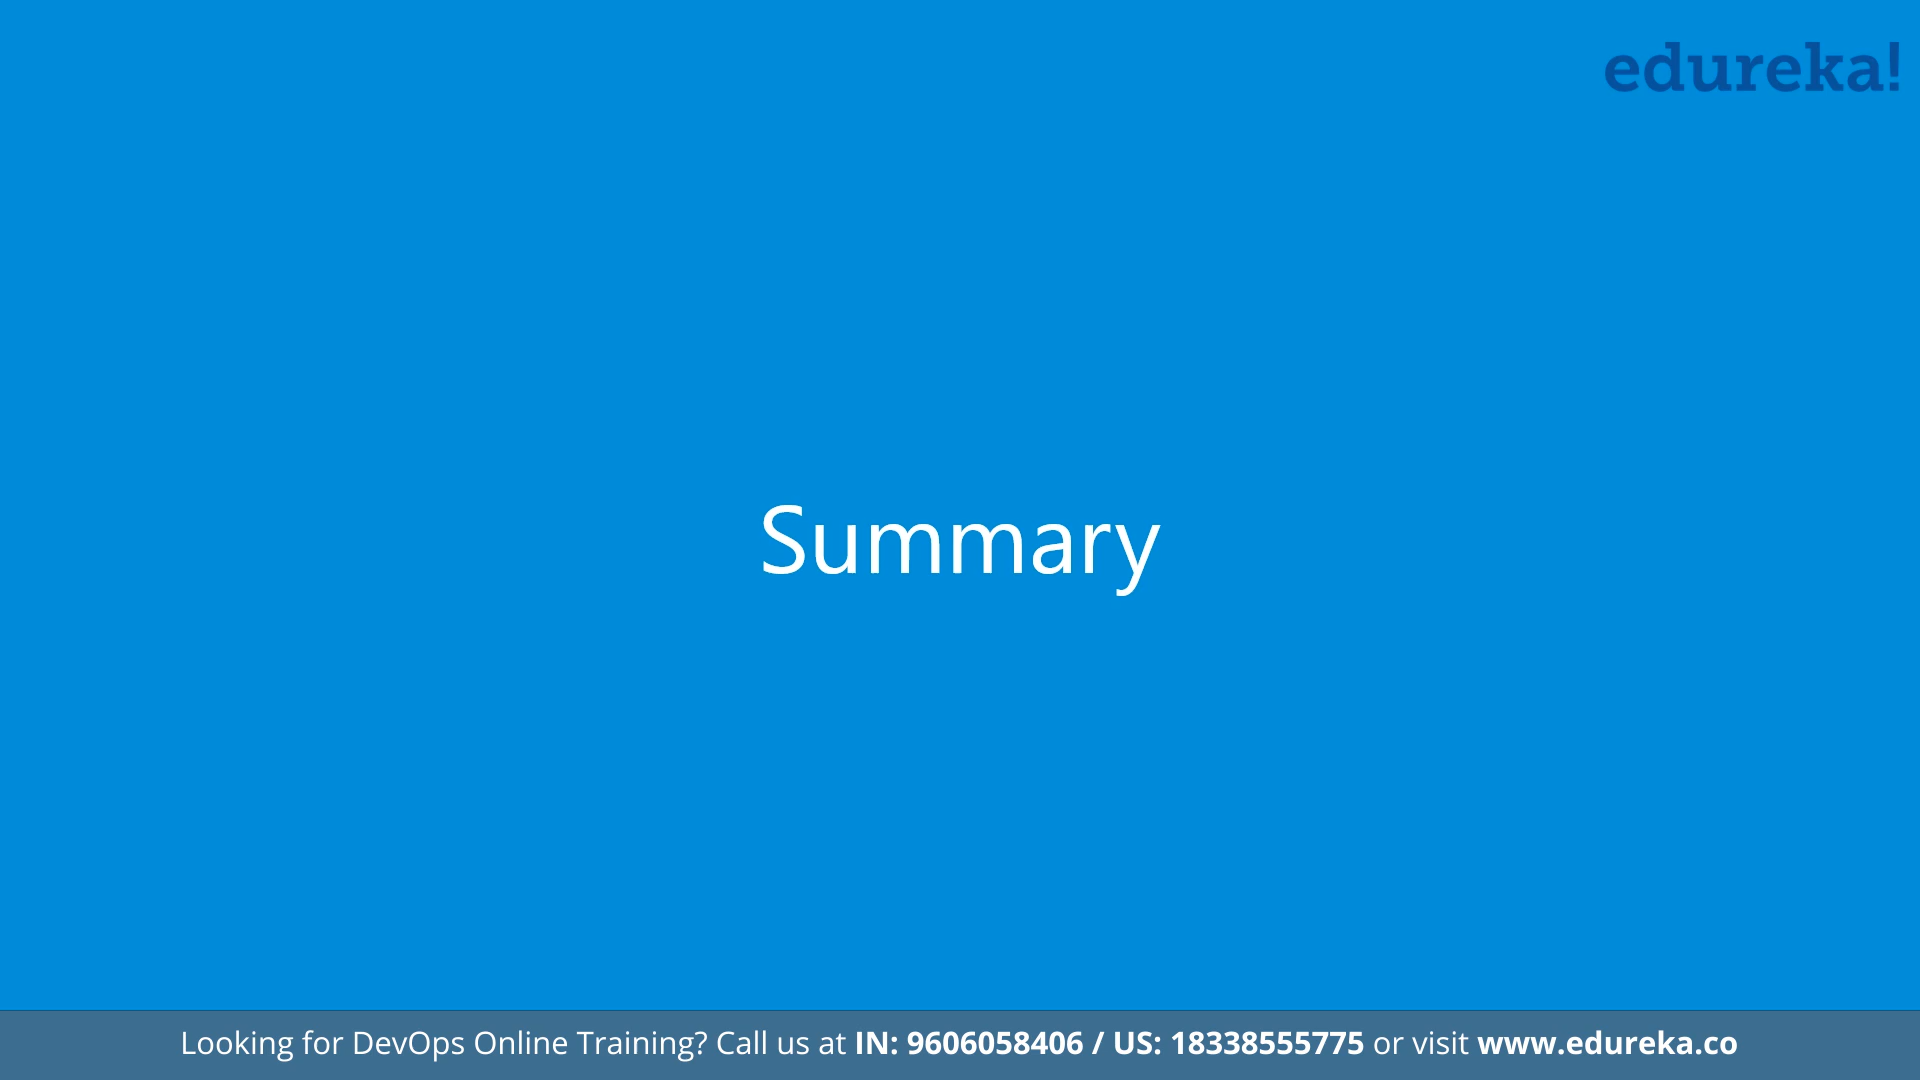 edureka!
Summary
Looking for DevOps Online Training? Call us at IN: 9606058406 / US: 18338555775 or visit www.edureka.co